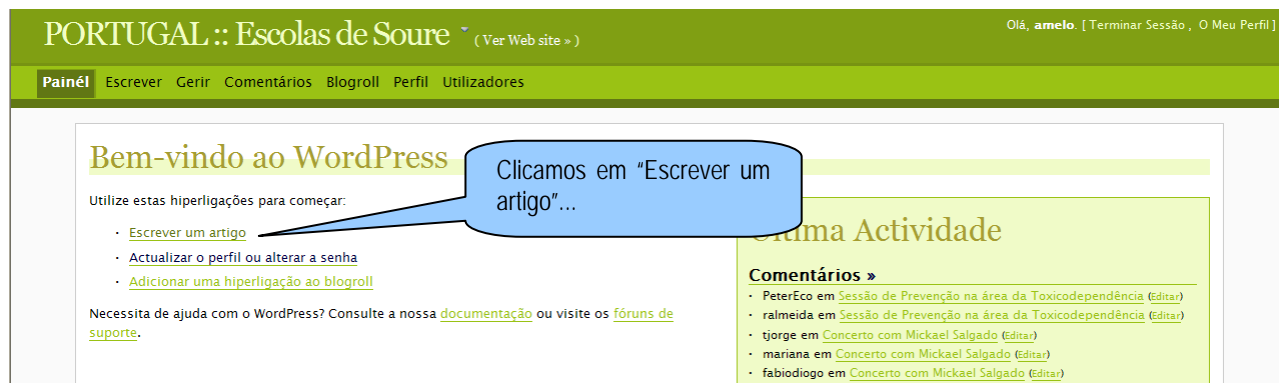 PORTUGAL :: Escolas de Soure ( Ver Web site » )
Olá, amelo. [ Terminar Sessão , O Meu Perfil ]
Painél Escrever Gerir Comentários Blogroll Perfil Utilizadores
Bem-vindo ao WordPress
Clicamos em "Escrever um
artigo"...
Utilize estas hiperligações para começar:
· Escrever um artigo
· Actualizar o perfil ou alterar a senha
· Adicionar uma hiperligação ao blogroll
Necessita de ajuda com o WordPress? Consulte a nossa documentação ou visite os fóruns de
suporte.
Última Actividade
Comentários »
· PeterEco em Sessão de Prevenção na área da Toxicodependência (Editar)
· ralmeida em Sessão de Prevenção na área da Toxicodependência (Editar)
· tjorge em Concerto com Mickael Salgado (Editar)
· mariana em Concerto com Mickael Salgado (Editar)
· fabiodiogo em Concerto com Mickael Salgado (Editar)